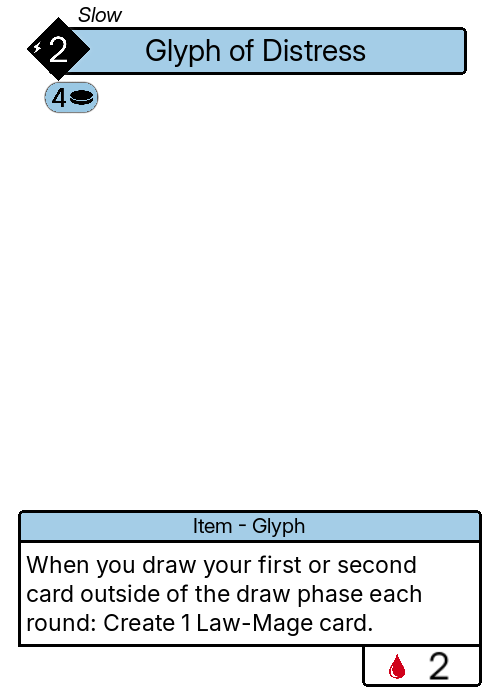 Slow
2
Glyph of Distress
4
Item - Glyph
When you draw your first or second
card outside of the draw phase each
round: Create 1 Law-Mage card.
2